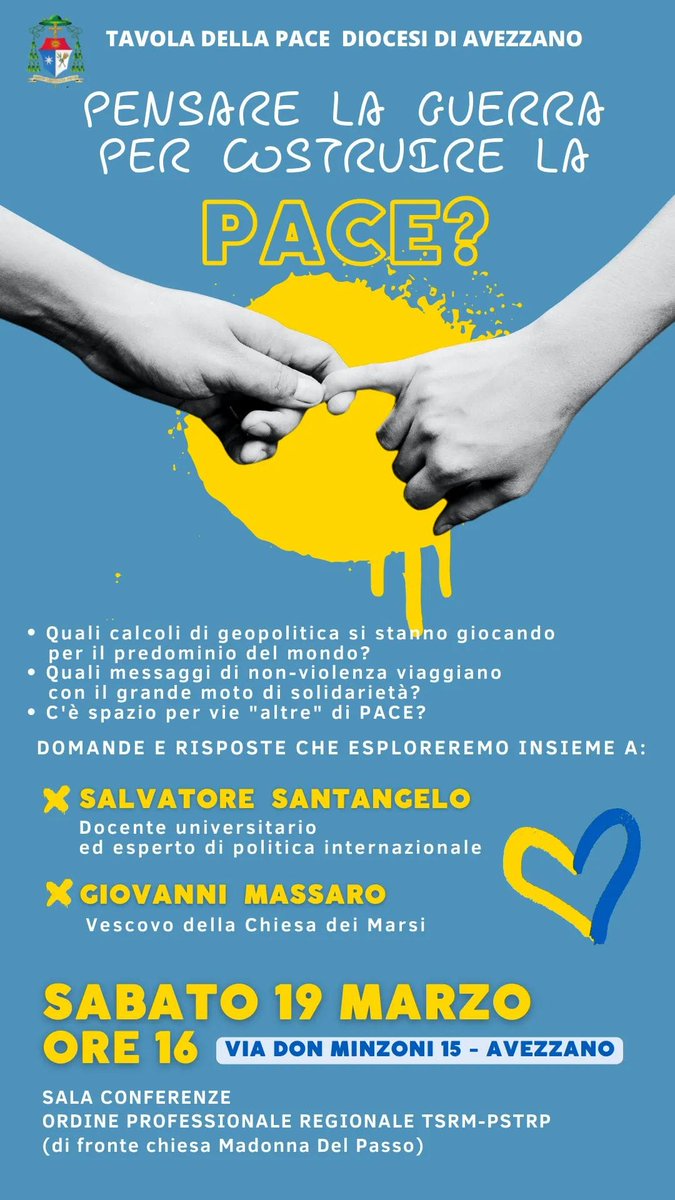 TAVOLA DELLA PACE DIOCESI DI AVEZZANO
PENSARE LA GUERRA
PER COSTRUIRE LA
PACE?
• Quali calcoli di geopolitica si stanno giocando
per il predominio del mondo?
• Quali messaggi di non-violenza viaggiano
con il grande moto di solidarietà?
• C'è spazio per vie "altre" di PACE?
DOMANDE E RISPOSTE CHE ESPLOREREMO INSIEME A:
SALVATORE SANTANGELO
Docente universitario
ed esperto di politica internazionale
GIOVANNI MASSARO
Vescovo della Chiesa dei Marsi
SABATO 19 MARZO
ORE 16 VIA DON MINZONI 15 - AVEZZANO
SALA CONFERENZE
ORDINE PROFESSIONALE REGIONALE TSRM-PSTRP
(di fronte chiesa Madonna Del Passo)